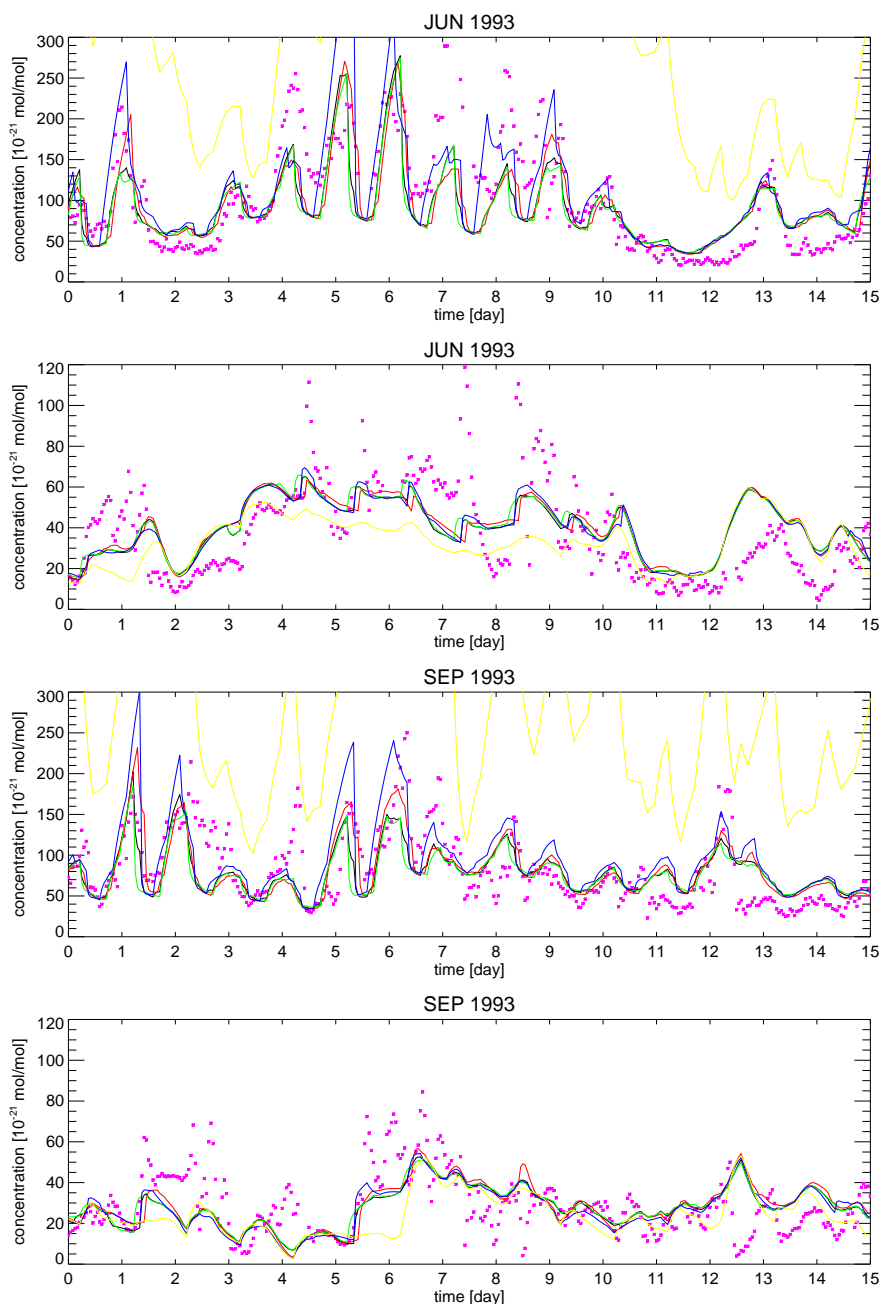 JUN 1993
concentration [10⁻²¹ mol/mol]
300
250
200
150
100
50
0
0 1 2 3 4 5 6 7 8 9 10 11 12 13 14 15
time [day]
JUN 1993
concentration [10⁻²¹ mol/mol]
120
100
80
60
40
20
0
0 1 2 3 4 5 6 7 8 9 10 11 12 13 14 15
time [day]
SEP 1993
concentration [10⁻²¹ mol/mol]
300
250
200
150
100
50
0
0 1 2 3 4 5 6 7 8 9 10 11 12 13 14 15
time [day]
SEP 1993
concentration [10⁻²¹ mol/mol]
120
100
80
60
40
20
0
0 1 2 3 4 5 6 7 8 9 10 11 12 13 14 15
time [day]